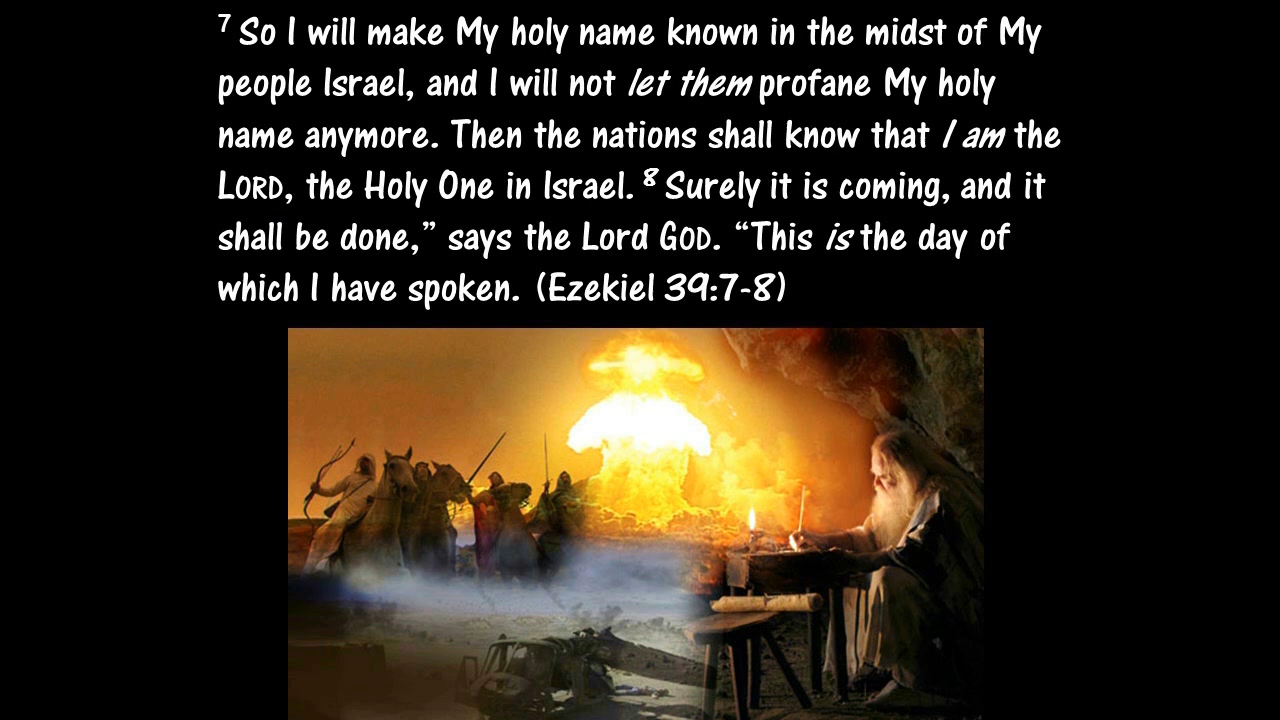 ⁷ So I will make My holy name known in the midst of My
people Israel, and I will not let them profane My holy
name anymore. Then the nations shall know that I am the
LORD, the Holy One in Israel. ⁸ Surely it is coming, and it
shall be done,” says the Lord GOD. “This is the day of
which I have spoken. (Ezekiel 39:7-8)